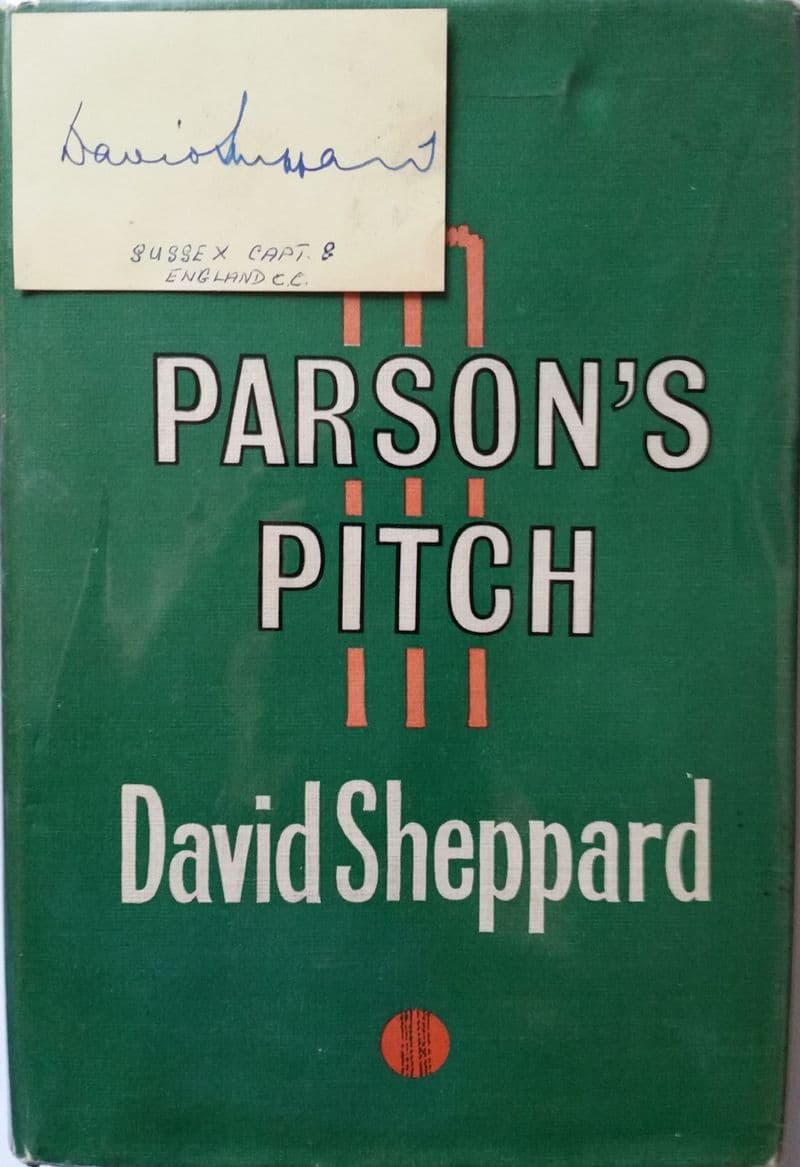 David Sheppard
SUSSEX CAPT. &
ENGLAND C.C.
PARSON'S
PITCH
David Sheppard